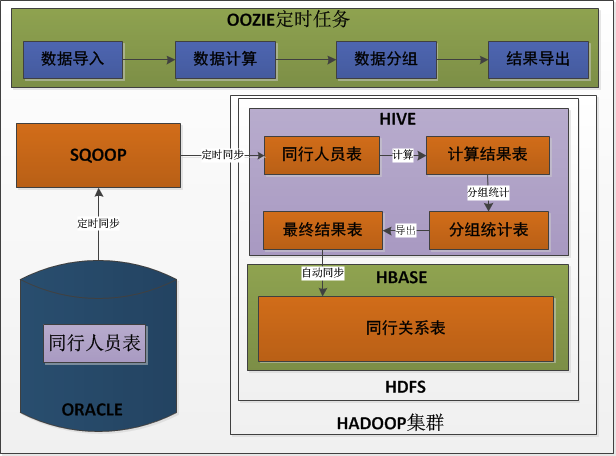 OOZIE定时任务
数据导入
数据计算
数据分组
结果导出
HIVE
SQOOP
定时同步
同行人员表
计算
计算结果表
分组统计
定时同步
最终结果表
导出
分组统计表
自动同步
HBASE
同行关系表
同行人员表
HDFS
ORACLE
HADOOP集群